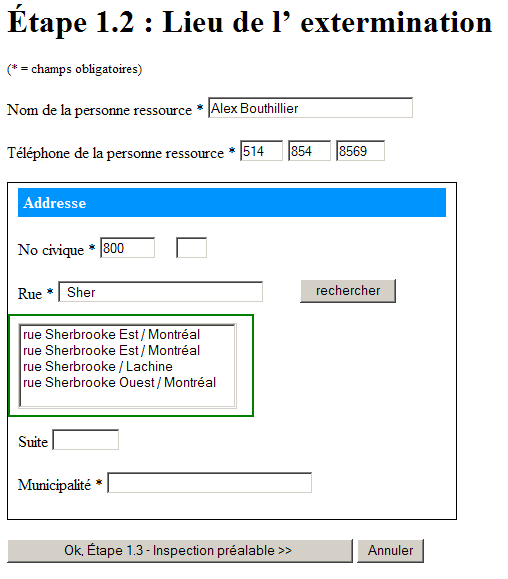 Étape 1.2 : Lieu de l’ extermination
(* = champs obligatoires)
Nom de la personne ressource * Alex Bouthillier
Téléphone de la personne ressource * 514 854 8569
Addresse
No civique * 800
Rue * Sher rechercher
rue Sherbrooke Est / Montréal
rue Sherbrooke Est / Montréal
rue Sherbrooke / Lachine
rue Sherbrooke Ouest / Montréal
Suite
Municipalité *
Ok, Étape 1.3 - Inspection préalable >> Annuler